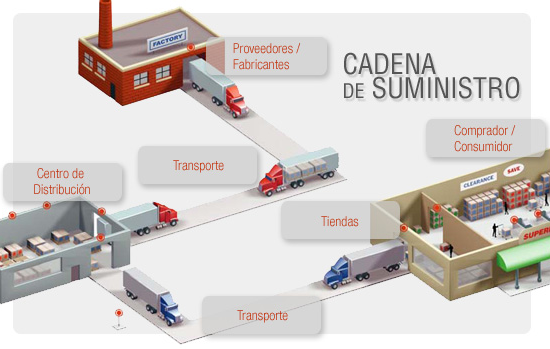 FACTORY
Proveedores /
Fabricantes
CADENA
DE SUMINISTRO
Comprador /
Consumidor
Transporte
CLEARANCE
SAVE
Centro de
Distribución
Tiendas
Transporte